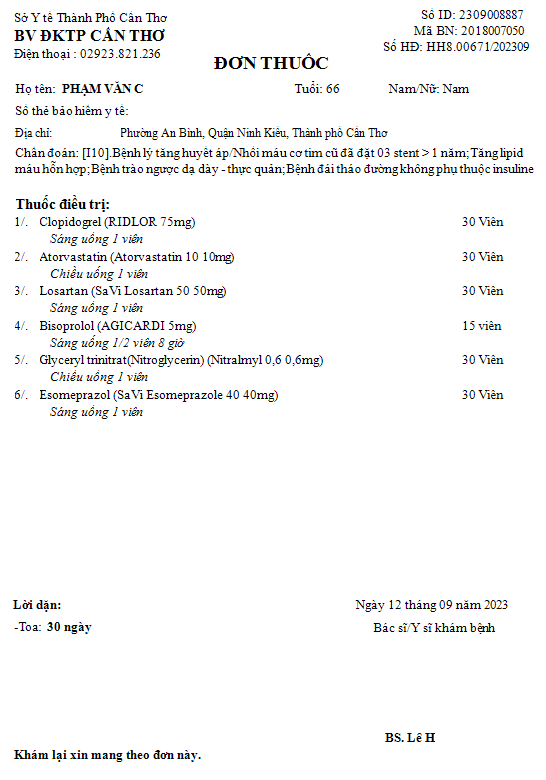 Sở Y tế Thành Phố Cần Thơ
BV ĐKTP CẦN THƠ
Điện thoại : 02923.821.236
Số ID: 2309008887
Mã BN: 2018007050
Số HĐ: HH8.00671/202309
ĐƠN THUỐC
Họ tên: PHẠM VĂN C Tuổi: 66 Nam/Nữ: Nam
Số thẻ bảo hiểm y tế:
Địa chỉ: Phường An Bình, Quận Ninh Kiều, Thành phố Cần Thơ
Chẩn đoán: [I10].Bệnh lý tăng huyết áp/Nhồi máu cơ tim cũ đã đặt 03 stent > 1 năm; Tăng lipid
máu hỗn hợp; Bệnh trào ngược dạ dày - thực quản; Bệnh đái tháo đường không phụ thuộc insuline
Thuốc điều trị:
1/. Clopidogrel (RIDLOR 75mg) 30 Viên
Sáng uống 1 viên
2/. Atorvastatin (Atorvastatin 10 10mg) 30 Viên
Chiều uống 1 viên
3/. Losartan (SaVi Losartan 50 50mg) 30 Viên
Sáng uống 1 viên
4/. Bisoprolol (AGICARDI 5mg) 15 viên
Sáng uống 1/2 viên 8 giờ
5/. Glyceryl trinitrat(Nitroglycerin) (Nitralmyl 0,6 0,6mg) 30 Viên
Chiều uống 1 viên
6/. Esomeprazol (SaVi Esomeprazole 40 40mg) 30 Viên
Sáng uống 1 viên
Lời dặn:
-Toa: 30 ngày
Ngày 12 tháng 09 năm 2023
Bác sĩ/Y sĩ khám bệnh
BS. Lê H
Khám lại xin mang theo đơn này.